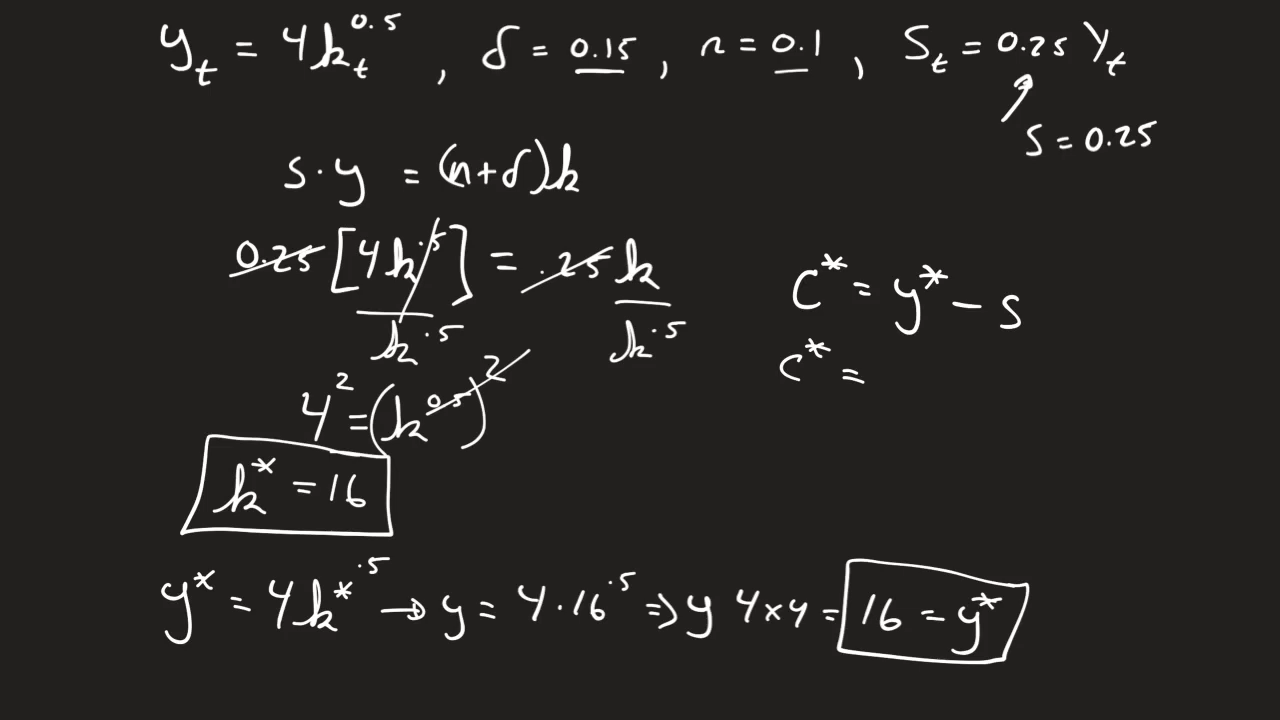 y_t = 4k_t^0.5 , δ = 0.15 , n = 0.1 , S_t = 0.25 Y_t
s = 0.25
s · y = (n+δ)k
0.25 [4k^.5] = .25 k
k^.5 k^.5
4^2 = (k^0.5)^2
k* = 16
C* = y* - s
c* =
y* = 4k*^.5 → y = 4 · 16^.5 ⇒ y 4 x 4 = 16 = y*